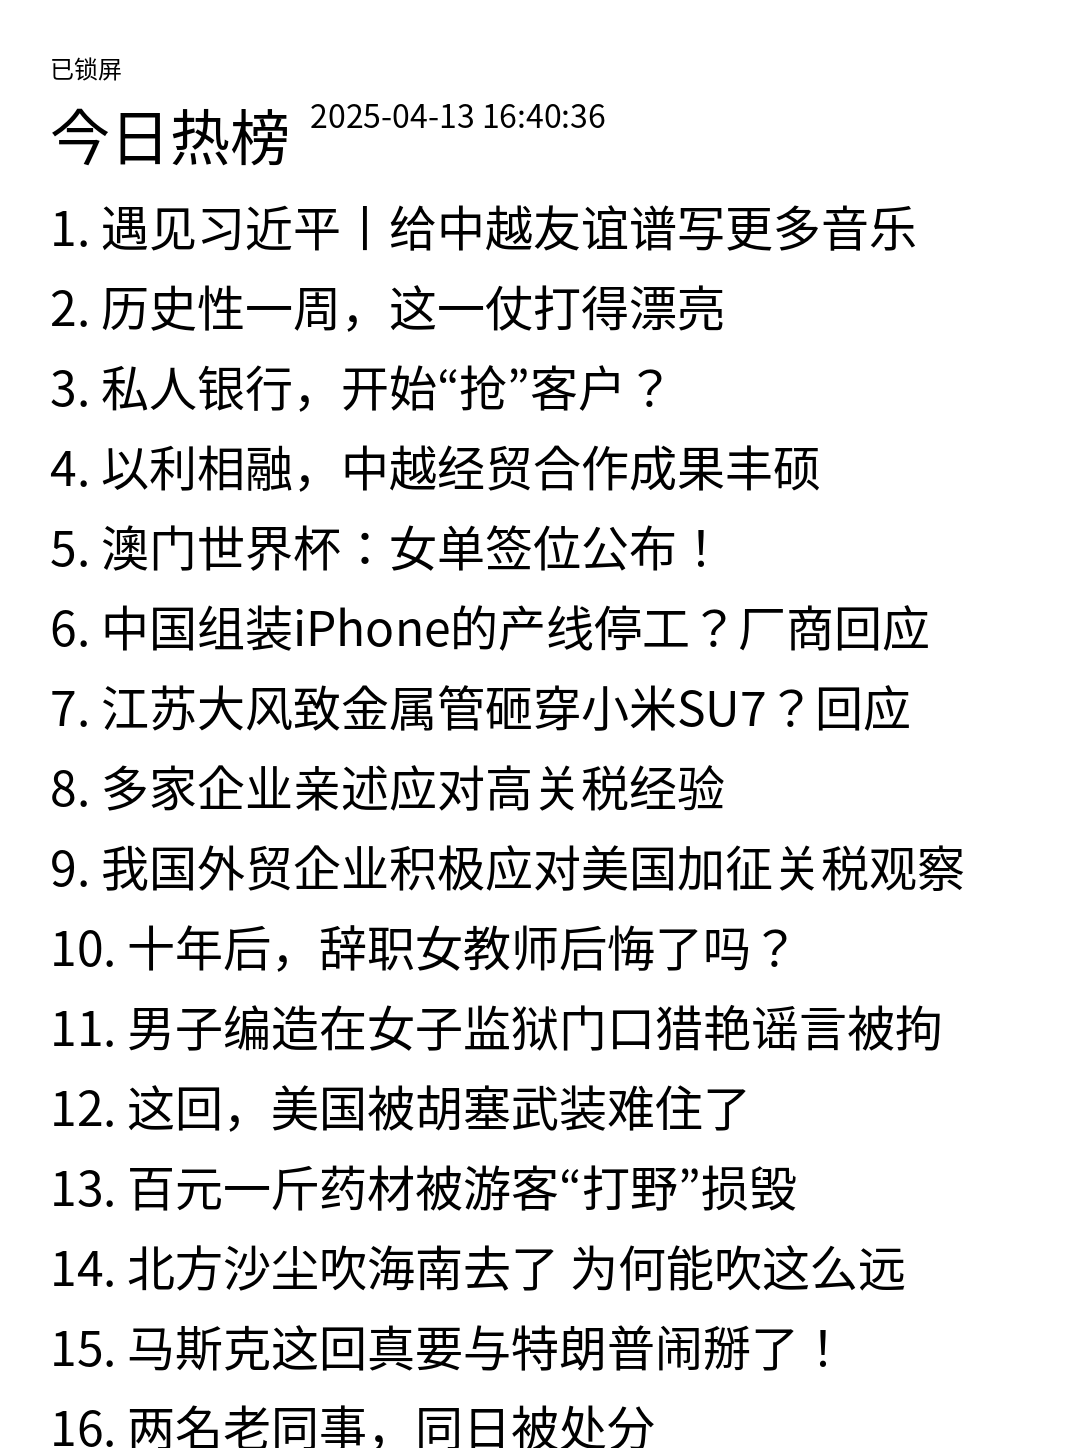 已锁屏
今日热榜 2025-04-13 16:40:36
1. 遇见习近平丨给中越友谊谱写更多音乐
2. 历史性一周，这一仗打得漂亮
3. 私人银行，开始“抢”客户？
4. 以利相融，中越经贸合作成果丰硕
5. 澳门世界杯：女单签位公布！
6. 中国组装iPhone的产线停工？厂商回应
7. 江苏大风致金属管砸穿小米SU7？回应
8. 多家企业亲述应对高关税经验
9. 我国外贸企业积极应对美国加征关税观察
10. 十年后，辞职女教师后悔了吗？
11. 男子编造在女子监狱门口猎艳谣言被拘
12. 这回，美国被胡塞武装难住了
13. 百元一斤药材被游客“打野”损毁
14. 北方沙尘吹海南去了 为何能吹这么远
15. 马斯克这回真要与特朗普闹掰了！
16. 两名老同事，同日被处分